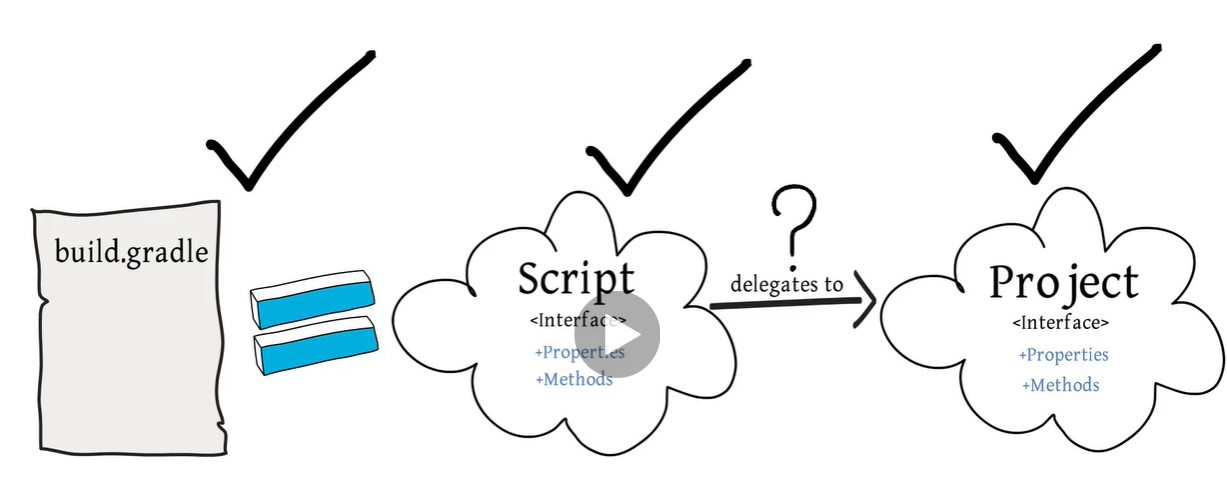 build.gradle
Script
<Interface>
+Properties
+Methods
?
delegates to
Project
<Interface>
+Properties
+Methods